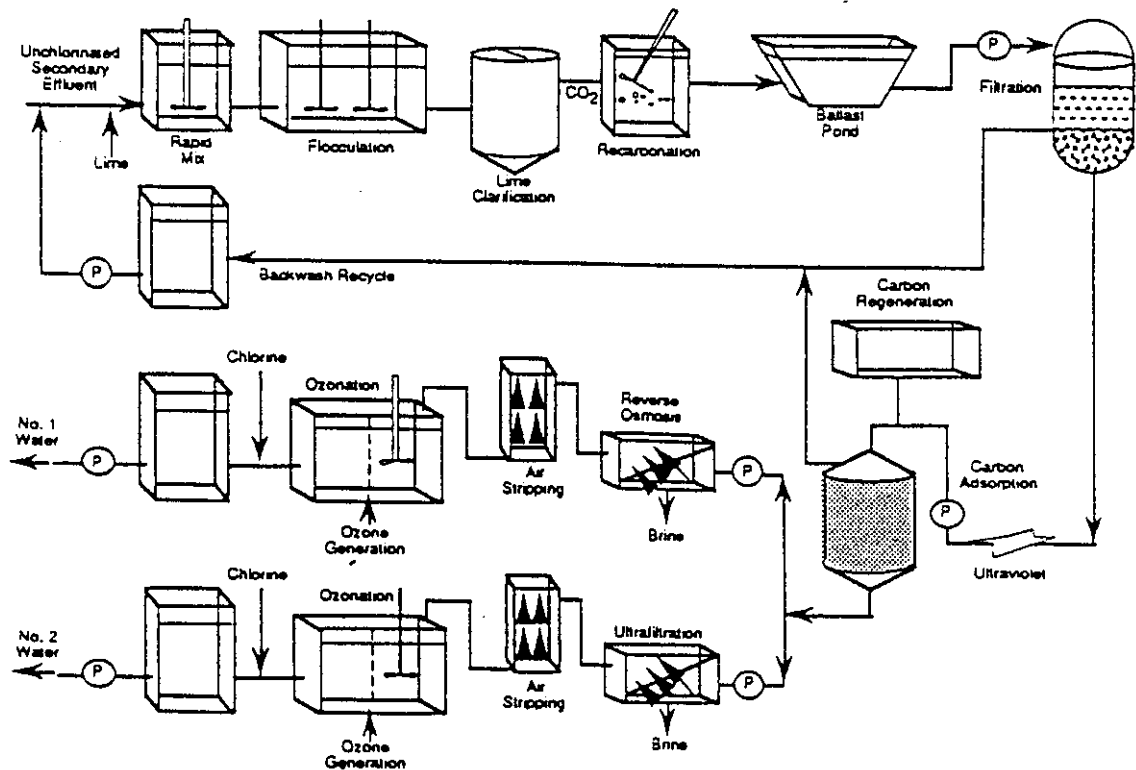 Unchlorinated
Secondary
Effluent
Lime
Rapid
Mix
Flocculation
Lime
Clarification
CO2
Recarbonation
Ballast
Pond
P
Filtration
P
Backwash Recycle
Carbon
Regeneration
Carbon
Adsorption
P
Ultraviolet
No. 1
Water
P
Chlorine
Ozonation
Ozone
Generation
Air
Stripping
Reverse
Osmosis
P
Brine
No. 2
Water
P
Chlorine
Ozonation
Ozone
Generation
Air
Stripping
Ultrafiltration
P
Brine